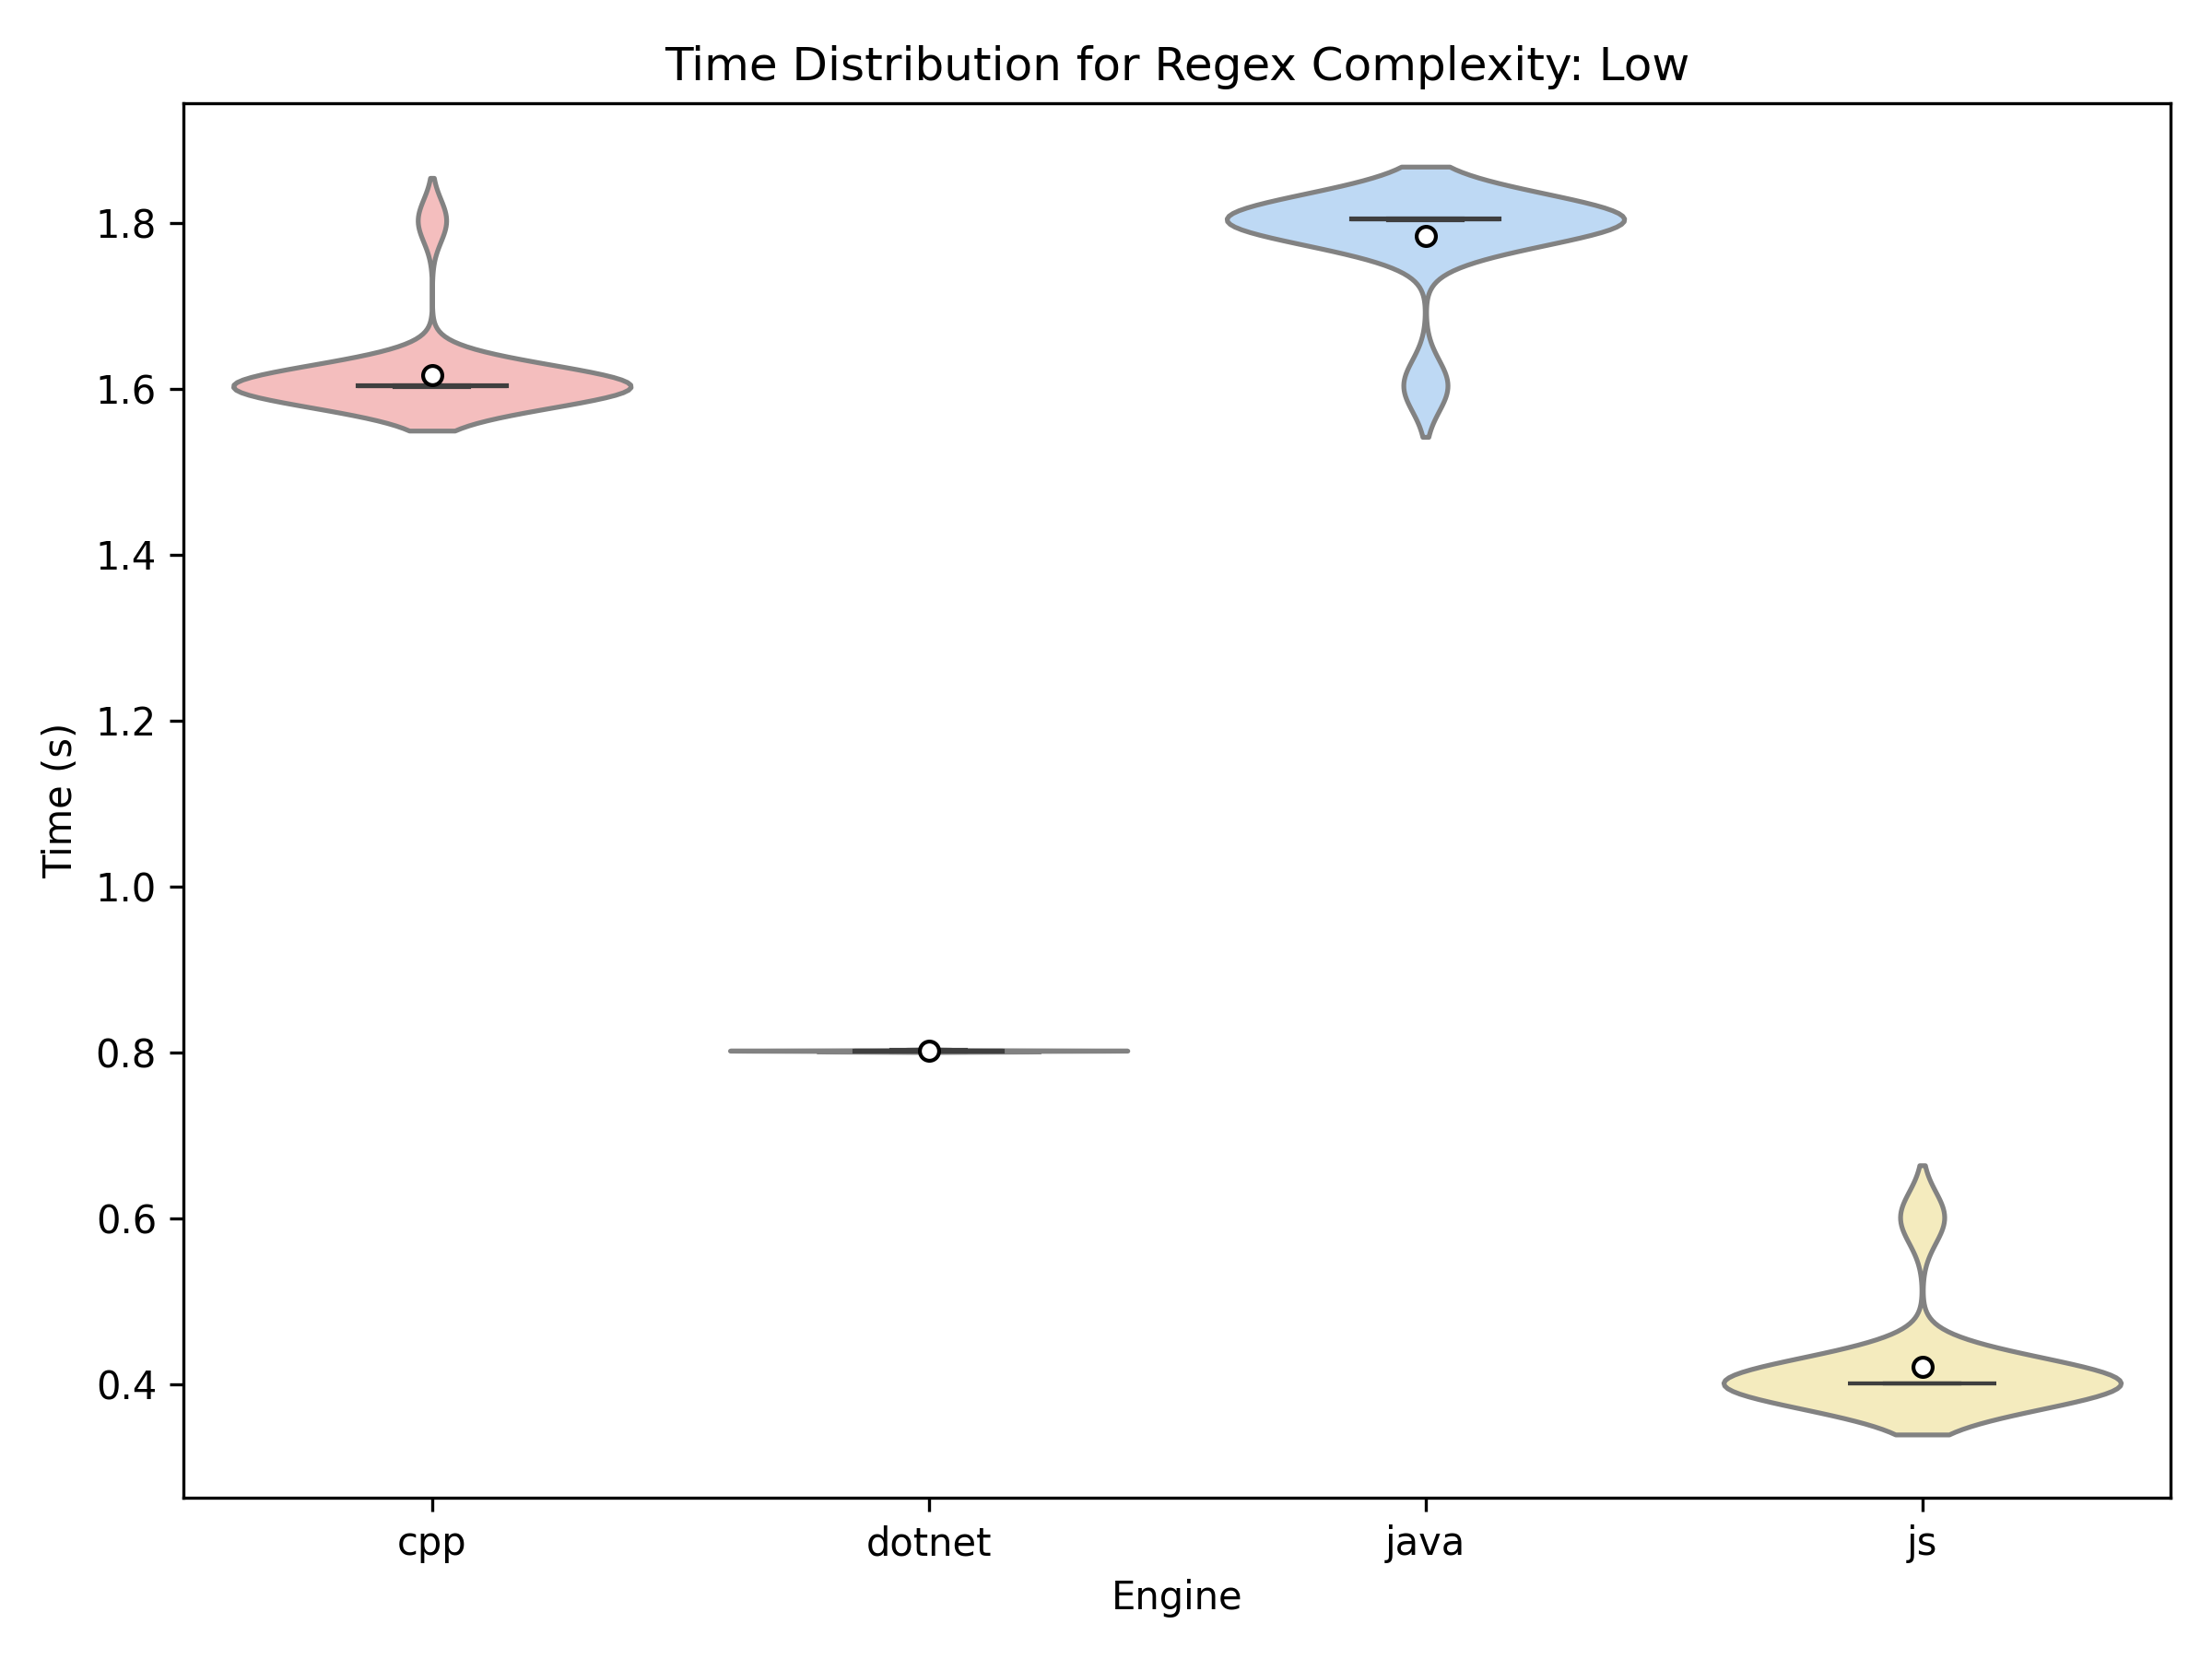 Time Distribution for Regex Complexity: Low
1.8
1.6
1.4
1.2
1.0
0.8
0.6
0.4
Time (s)
cpp
dotnet
java
js
Engine